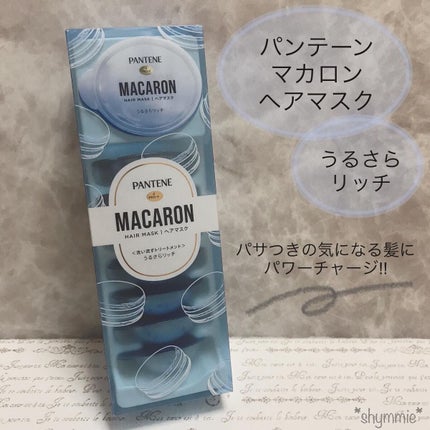 パンテーン
マカロン
ヘアマスク
うるさら
リッチ
パサつきの気になる髪に
パワーチャージ!!
PANTENE
MACARON
HAIR MASK | ヘアマスク
うるさらリッチ
PANTENE
MACARON
HAIR MASK | ヘアマスク
<洗い流すトリートメント>
うるさらリッチ
shymmie